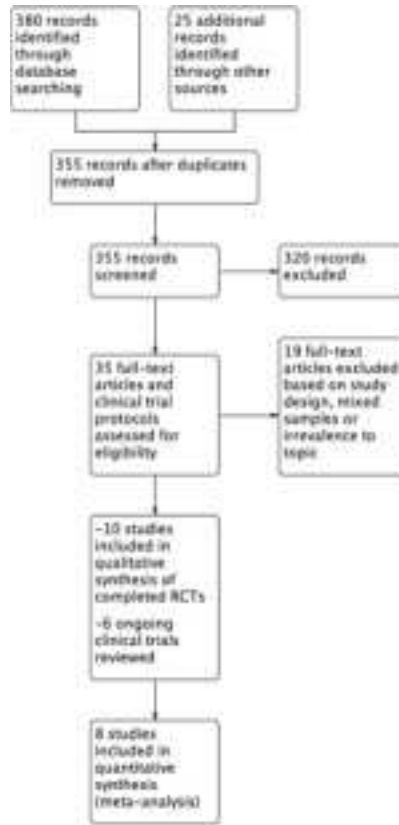 380 records
identified
through
database
searching
25 additional
records
identified
through other
sources
355 records after duplicates
removed
355 records
screened
320 records
excluded
35 full-text
articles and
clinical trial
protocols
assessed for
eligibility
19 full-text
articles excluded
based on study
design, mixed
samples or
irrevalence to
topic
-10 studies
included in
qualitative
synthesis of
completed RCTs
-6 ongoing
clinical trials
reviewed
8 studies
included in
quantitative
synthesis
(meta-analysis)